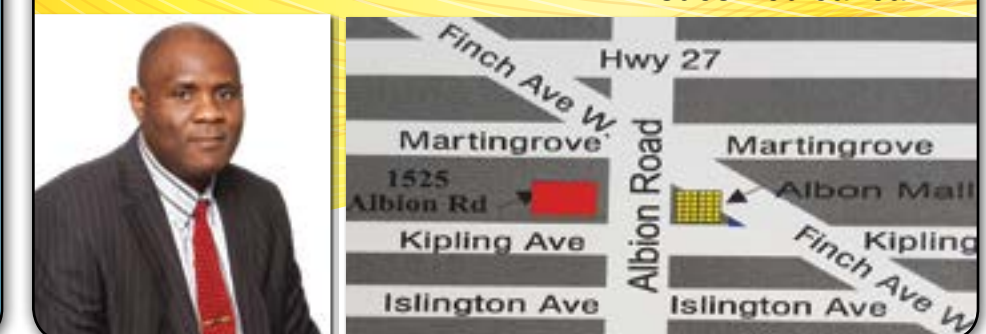 Finch Ave W.
Hwy 27
Martingrove
Martingrove
Albion Road
1525
Albion Rd
Albon Mall
Kipling Ave
Kipling
Finch Ave W.
Islington Ave
Islington Ave